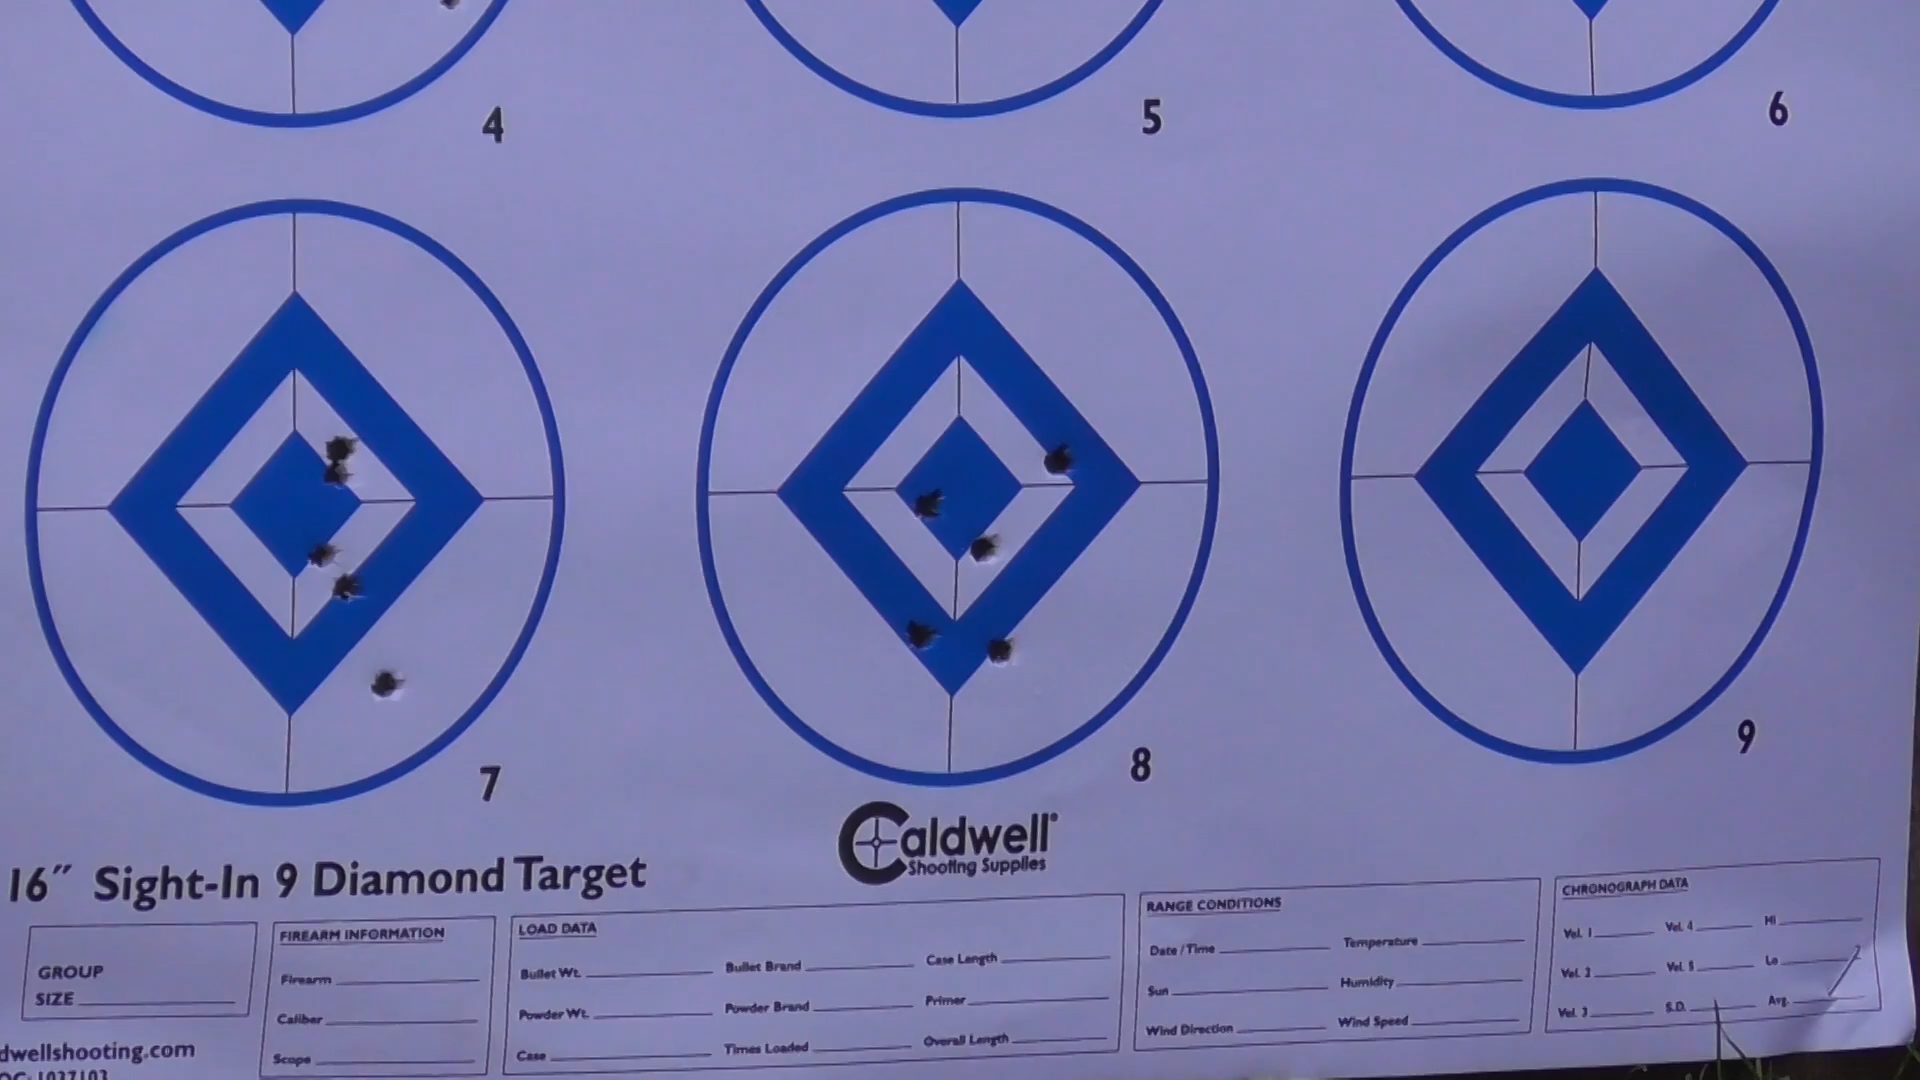 4
5
6
7
8
9
Caldwell®
Shooting Supplies
16" Sight-In 9 Diamond Target
GROUP
SIZE
FIREARM INFORMATION
Firearm
Caliber
Scope
LOAD DATA
Bullet Wt.
Bullet Brand
Case Length
Powder Wt.
Powder Brand
Primer
Case
Times Loaded
Overall Length
RANGE CONDITIONS
Date / Time
Temperature
Sun
Humidity
Wind Direction
Wind Speed
CHRONOGRAPH DATA
Vel. 1
Vel. 4
Hi
Vel. 2
Vel. 5
Lo
Vel. 3
S.D.
Avg.
dwellshooting.com